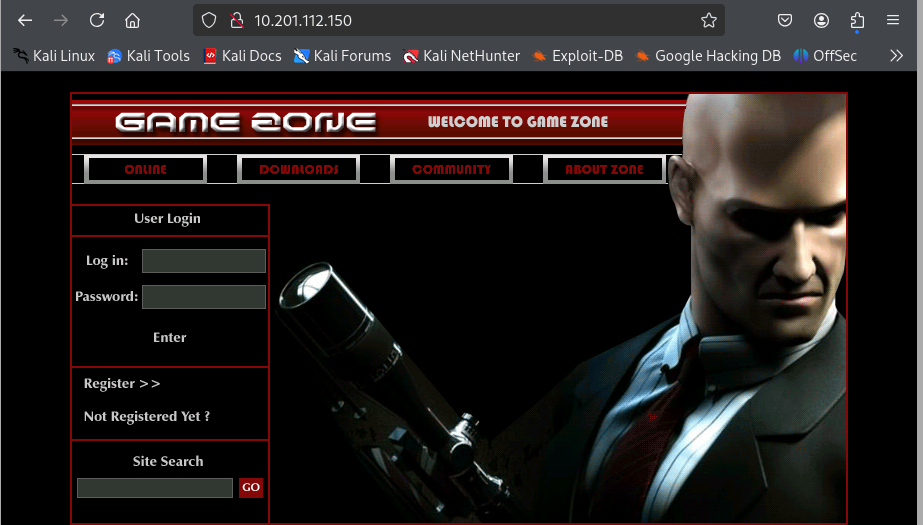 10.201.112.150
Kali Linux Kali Tools Kali Docs Kali Forums Kali NetHunter Exploit-DB Google Hacking DB OffSec
GAME ZONE WELCOME TO GAME ZONE
ONLINE DOWNLOADS COMMUNITY ABOUT ZONE
User Login
Log in:
Password:
Enter
Register >>
Not Registered Yet ?
Site Search
GO